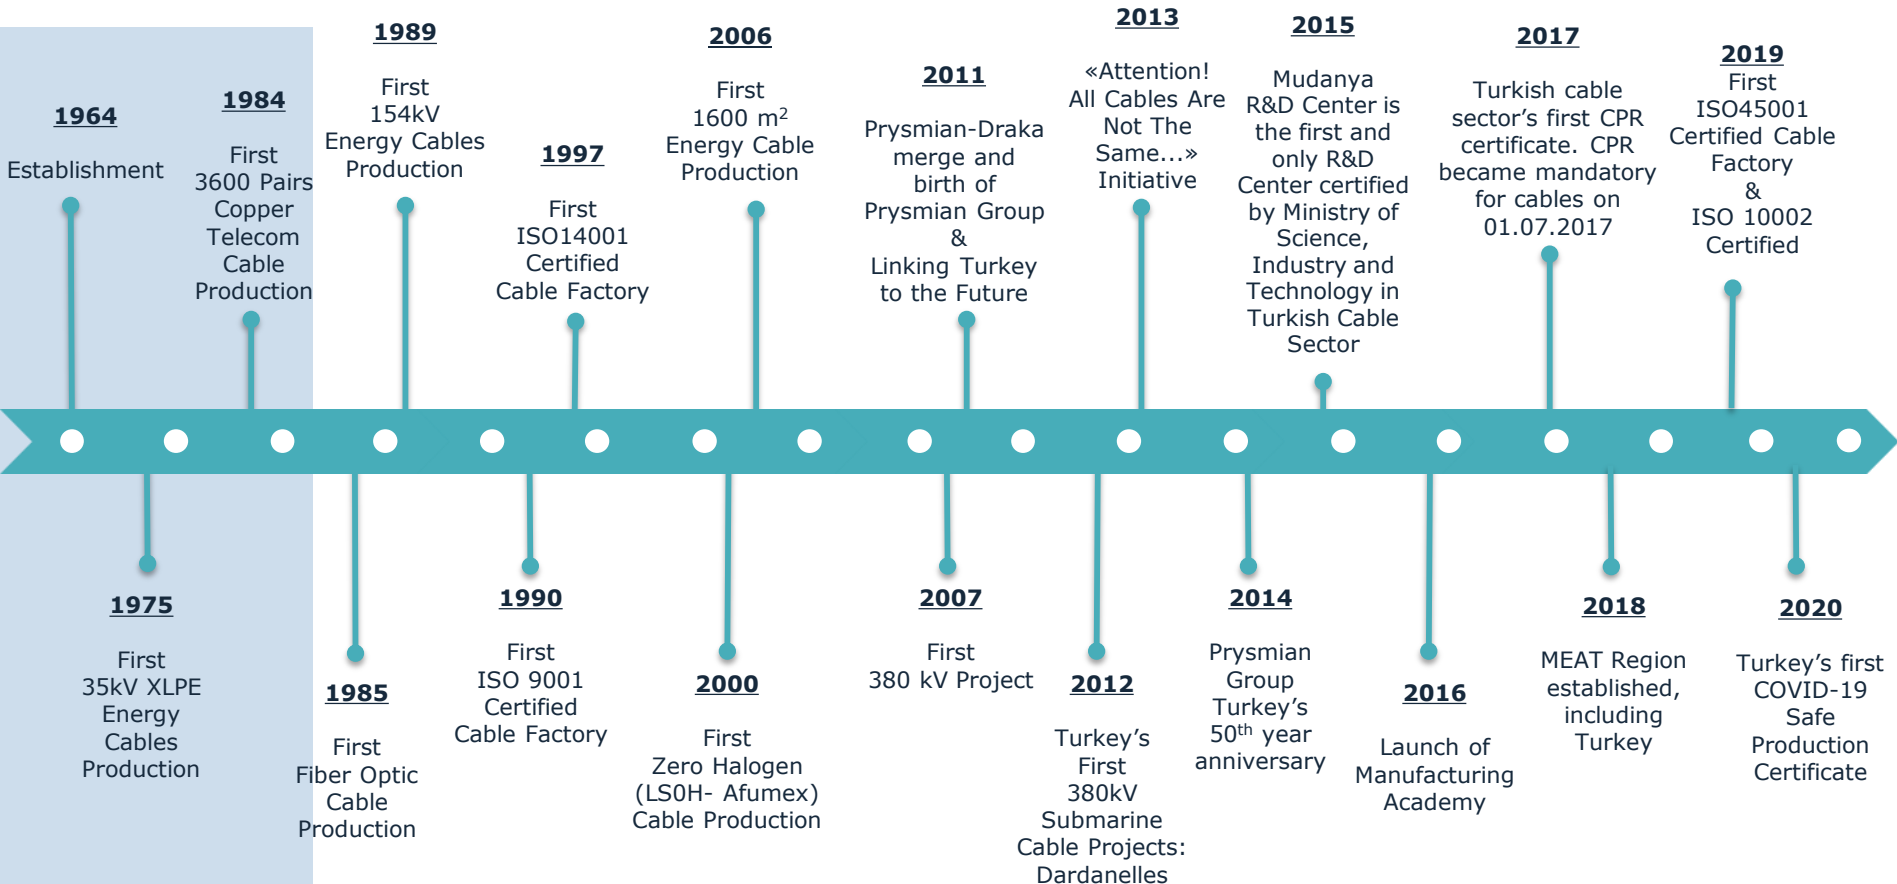 1964
Establishment
1984
First
3600 Pairs
Copper
Telecom
Cable
Production
1989
First
154kV
Energy Cables
Production
1997
First
ISO14001
Certified
Cable Factory
2006
First
1600 m²
Energy Cable
Production
2011
Prysmian-Draka
merge and
birth of
Prysmian Group
&
Linking Turkey
to the Future
2013
«Attention!
All Cables Are
Not The
Same...»
Initiative
2015
Mudanya
R&D Center is
the first and
only R&D
Center certified
by Ministry of
Science,
Industry and
Technology in
Turkish Cable
Sector
2017
Turkish cable
sector's first CPR
certificate. CPR
became mandatory
for cables on
01.07.2017
2019
First
ISO45001
Certified Cable
Factory
&
ISO 10002
Certified
1975
First
35kV XLPE
Energy
Cables
Production
1985
First
Fiber Optic
Cable
Production
1990
First
ISO 9001
Certified
Cable Factory
2000
First
Zero Halogen
(LS0H- Afumex)
Cable Production
2007
First
380 kV Project
2012
Turkey's
First
380kV
Submarine
Cable Projects:
Dardanelles
2014
Prysmian
Group
Turkey's
50th year
anniversary
2016
Launch of
Manufacturing
Academy
2018
MEAT Region
established,
including
Turkey
2020
Turkey's first
COVID-19
Safe
Production
Certificate